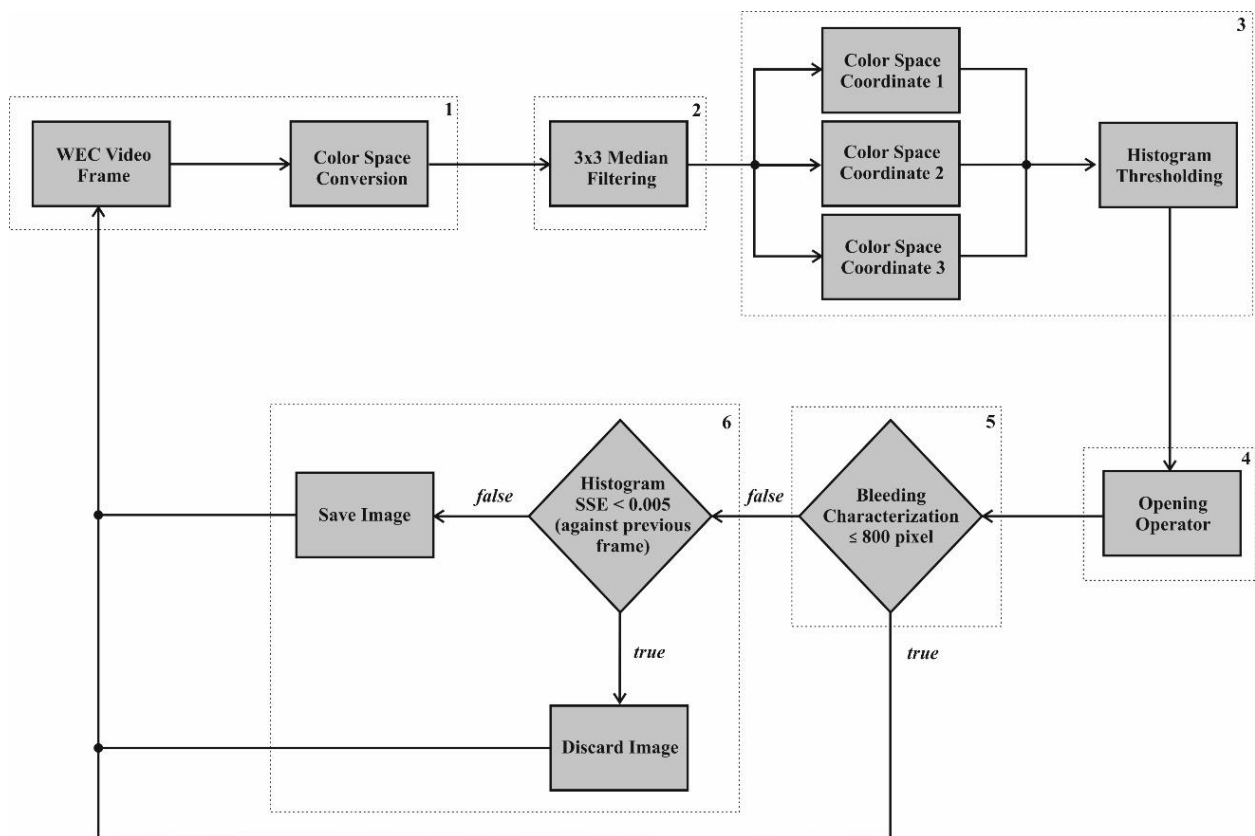 1
WEC Video
Frame
Color Space
Conversion
2
3x3 Median
Filtering
3
Color Space
Coordinate 1
Color Space
Coordinate 2
Color Space
Coordinate 3
Histogram
Thresholding
4
Opening
Operator
5
Bleeding
Characterization
≤ 800 pixel
false
true
6
Histogram
SSE < 0.005
(against previous
frame)
false
true
Save Image
Discard Image